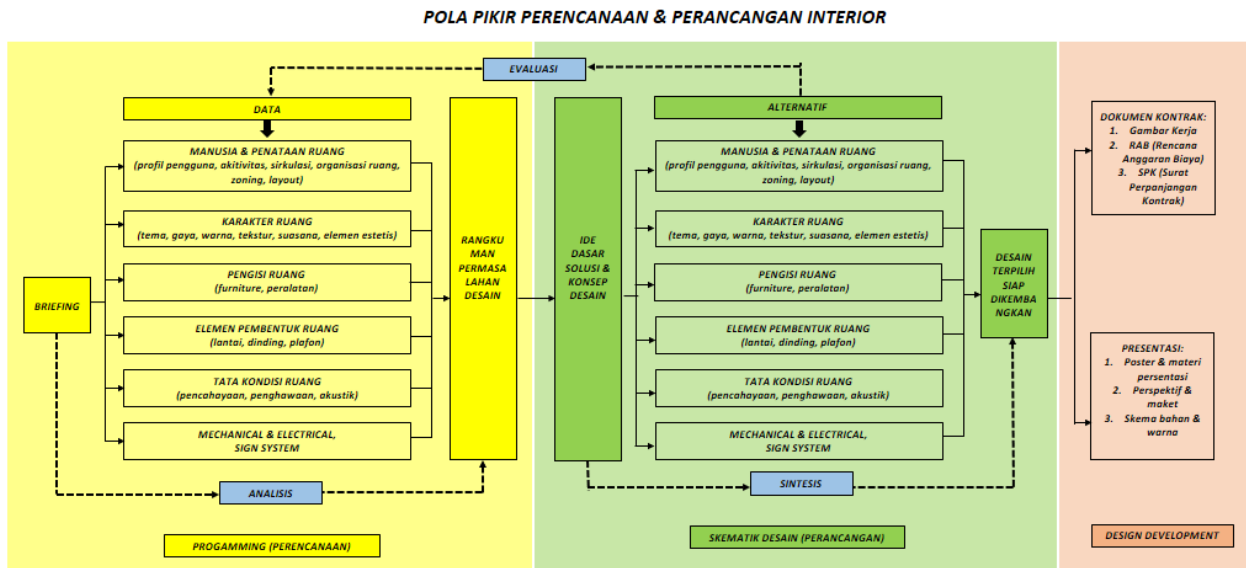 POLA PIKIR PERENCANAAN & PERANCANGAN INTERIOR
EVALUASI
DATA
MANUSIA & PENATAAN RUANG
(profil pengguna, akitivitas, sirkulasi, organisasi ruang,
zoning, layout)
KARAKTER RUANG
(tema, gaya, warna, tekstur, suasana, elemen estetis)
PENGISI RUANG
(furniture, peralatan)
ELEMEN PEMBENTUK RUANG
(lantai, dinding, plafon)
TATA KONDISI RUANG
(pencahayaan, penghawaan, akustik)
MECHANICAL & ELECTRICAL,
SIGN SYSTEM
BRIEFING
ANALISIS
RANGKU
MAN
PERMASA
LAHAN
DESAIN
PROGAMMING (PERENCANAAN)
IDE
DASAR
SOLUSI &
KONSEP
DESAIN
ALTERNATIF
MANUSIA & PENATAAN RUANG
(profil pengguna, akitivitas, sirkulasi, organisasi ruang,
zoning, layout)
KARAKTER RUANG
(tema, gaya, warna, tekstur, suasana, elemen estetis)
PENGISI RUANG
(furniture, peralatan)
ELEMEN PEMBENTUK RUANG
(lantai, dinding, plafon)
TATA KONDISI RUANG
(pencahayaan, penghawaan, akustik)
MECHANICAL & ELECTRICAL,
SIGN SYSTEM
SINTESIS
DESAIN
TERPILIH
SIAP
DIKEMBA
NGKAN
SKEMATIK DESAIN (PERANCANGAN)
DOKUMEN KONTRAK:
1. Gambar Kerja
2. RAB (Rencana
Anggaran Biaya)
3. SPK (Surat
Perpanjangan
Kontrak)
PRESENTASI:
1. Poster & materi
persentasi
2. Perspektif &
maket
3. Skema bahan &
warna
DESIGN DEVELOPMENT